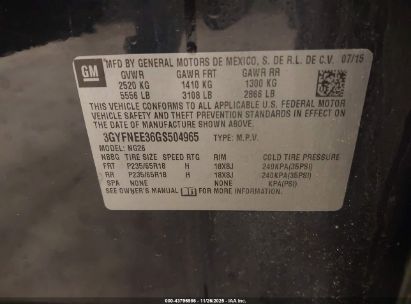 GM
MFD BY GENERAL MOTORS DE MEXICO, S. DE R.L. DE C.V. 07/15
GVWR GAWR FRT GAWR RR
2520 KG 1410 KG 1300 KG
5556 LB 3108 LB 2866 LB
THIS VEHICLE CONFORMS TO ALL APPLICABLE U.S. FEDERAL MOTOR
VEHICLE SAFETY AND THEFT PREVENTION STANDARDS IN EFFECT ON
THE DATE OF MANUFACTURE SHOWN ABOVE.
3GYFNEE36GS504965 TYPE: M.P.V.
MODEL: NG26
TIRE SIZE SPEED RTG RIM COLD TIRE PRESSURE
FRT P235/65R18 H 18X8J 240KPA(35PSI)
RR P235/65R18 H 18X8J 240KPA(35PSI)
SPA NONE NONE KPA(PSI)
SEE OWNER'S MANUAL FOR MORE INFORMATION